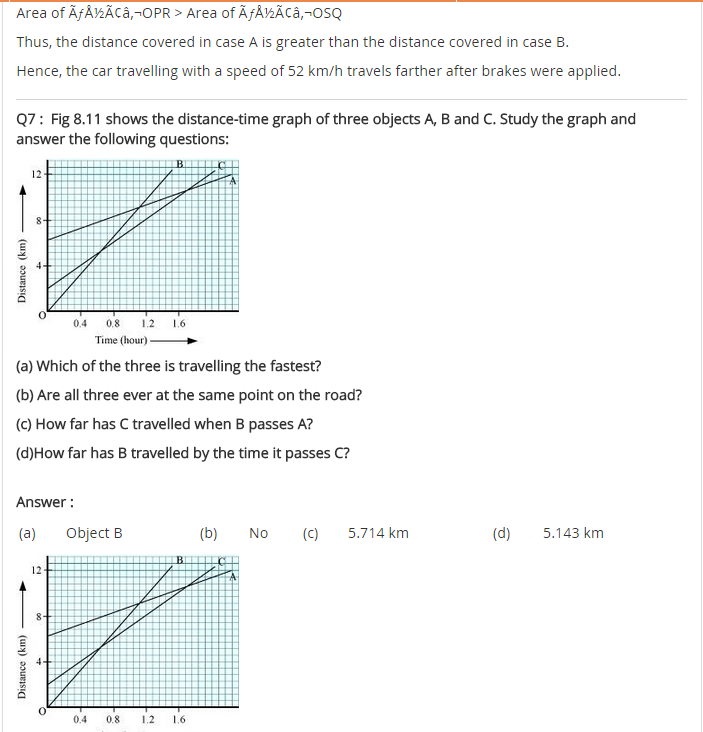 Area of ÃƒÅ½Ã¢â‚¬OPR > Area of ÃƒÅ½Ã¢â‚¬OSQ
Thus, the distance covered in case A is greater than the distance covered in case B.
Hence, the car travelling with a speed of 52 km/h travels farther after brakes were applied.
Q7 : Fig 8.11 shows the distance-time graph of three objects A, B and C. Study the graph and
answer the following questions:
B C
12
A
8
Distance (km)
4
O
0.4 0.8 1.2 1.6
Time (hour)
(a) Which of the three is travelling the fastest?
(b) Are all three ever at the same point on the road?
(c) How far has C travelled when B passes A?
(d)How far has B travelled by the time it passes C?
Answer :
(a) Object B (b) No (c) 5.714 km (d) 5.143 km
B C
12
A
8
Distance (km)
4
O
0.4 0.8 1.2 1.6